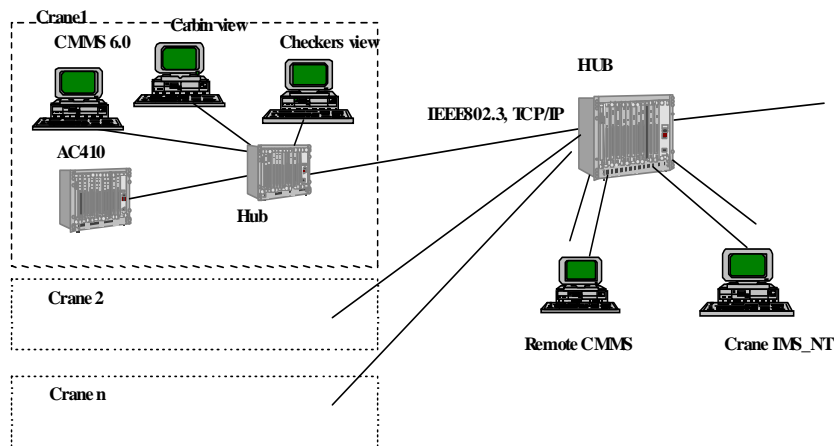 Crane1
CMMS 6.0
Cabin view
Checkers view
AC410
Hub
IEEE802.3, TCP/IP
HUB
Crane 2
Crane n
Remote CMMS
Crane IMS_NT